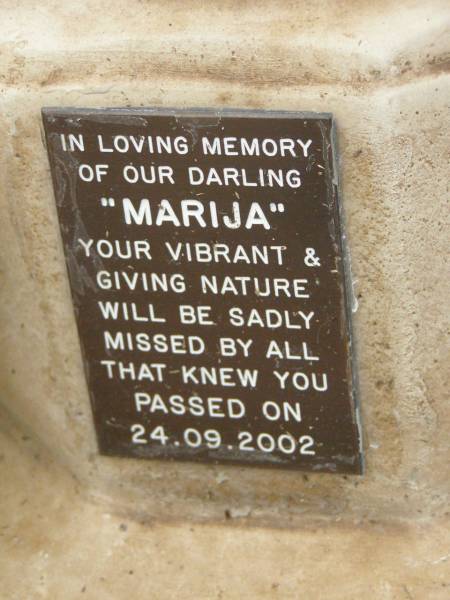 IN LOVING MEMORY
OF OUR DARLING
"MARIJA"
YOUR VIBRANT &
GIVING NATURE
WILL BE SADLY
MISSED BY ALL
THAT KNEW YOU
PASSED ON
24.09.2002